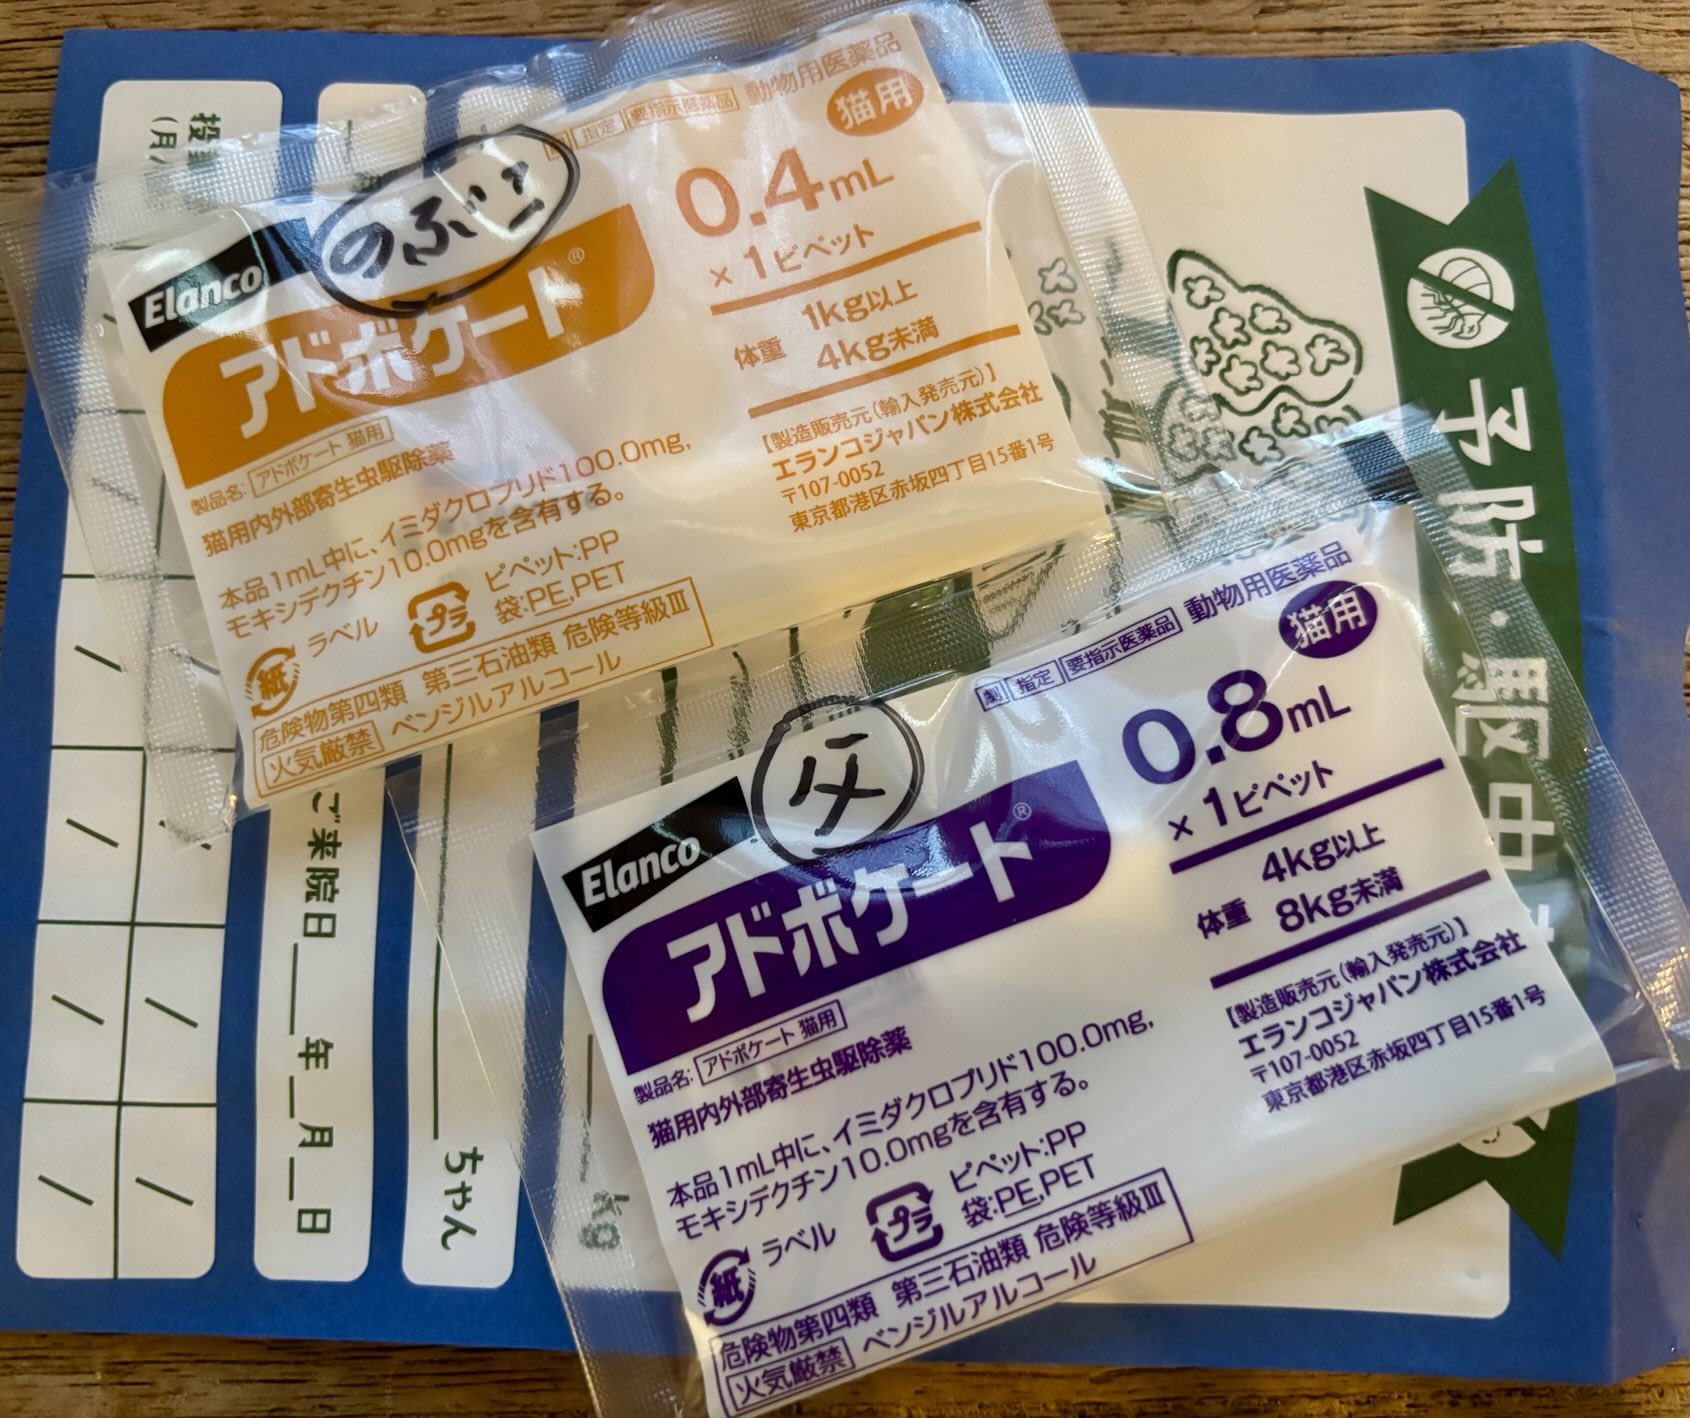 動物用医薬品
指定 要指示医薬品
猫用
のぶこ
Elanco
アドボケート®
0.4mL
×1ピペット
体重 1kg以上
4kg未満
【製造販売元（輸入発売元）】
エランコジャパン株式会社
〒107-0052
東京都港区赤坂四丁目15番1号
製品名: アドボケート 猫用
猫用内外部寄生虫駆除薬
本品1mL中に、イミダクロプリド100.0mg,
モキシデクチン10.0mgを含有する。
紙 ラベル
プラ ピペット:PP
袋:PE,PET
危険物第四類 第三石油類 危険等級Ⅲ
火気厳禁 ベンジルアルコール
動物用医薬品
劇 指定 要指示医薬品
猫用
Elanco
アドボケート®
0.8mL
×1ピペット
体重 4kg以上
8kg未満
【製造販売元（輸入発売元）】
エランコジャパン株式会社
〒107-0052
東京都港区赤坂四丁目15番1号
製品名: アドボケート 猫用
猫用内外部寄生虫駆除薬
本品1mL中に、イミダクロプリド100.0mg,
モキシデクチン10.0mgを含有する。
紙 ラベル
プラ ピペット:PP
袋:PE,PET
危険物第四類 第三石油類 危険等級Ⅲ
火気厳禁 ベンジルアルコール
予防・駆虫
kg
ちゃん
ご来院日 年 月 日